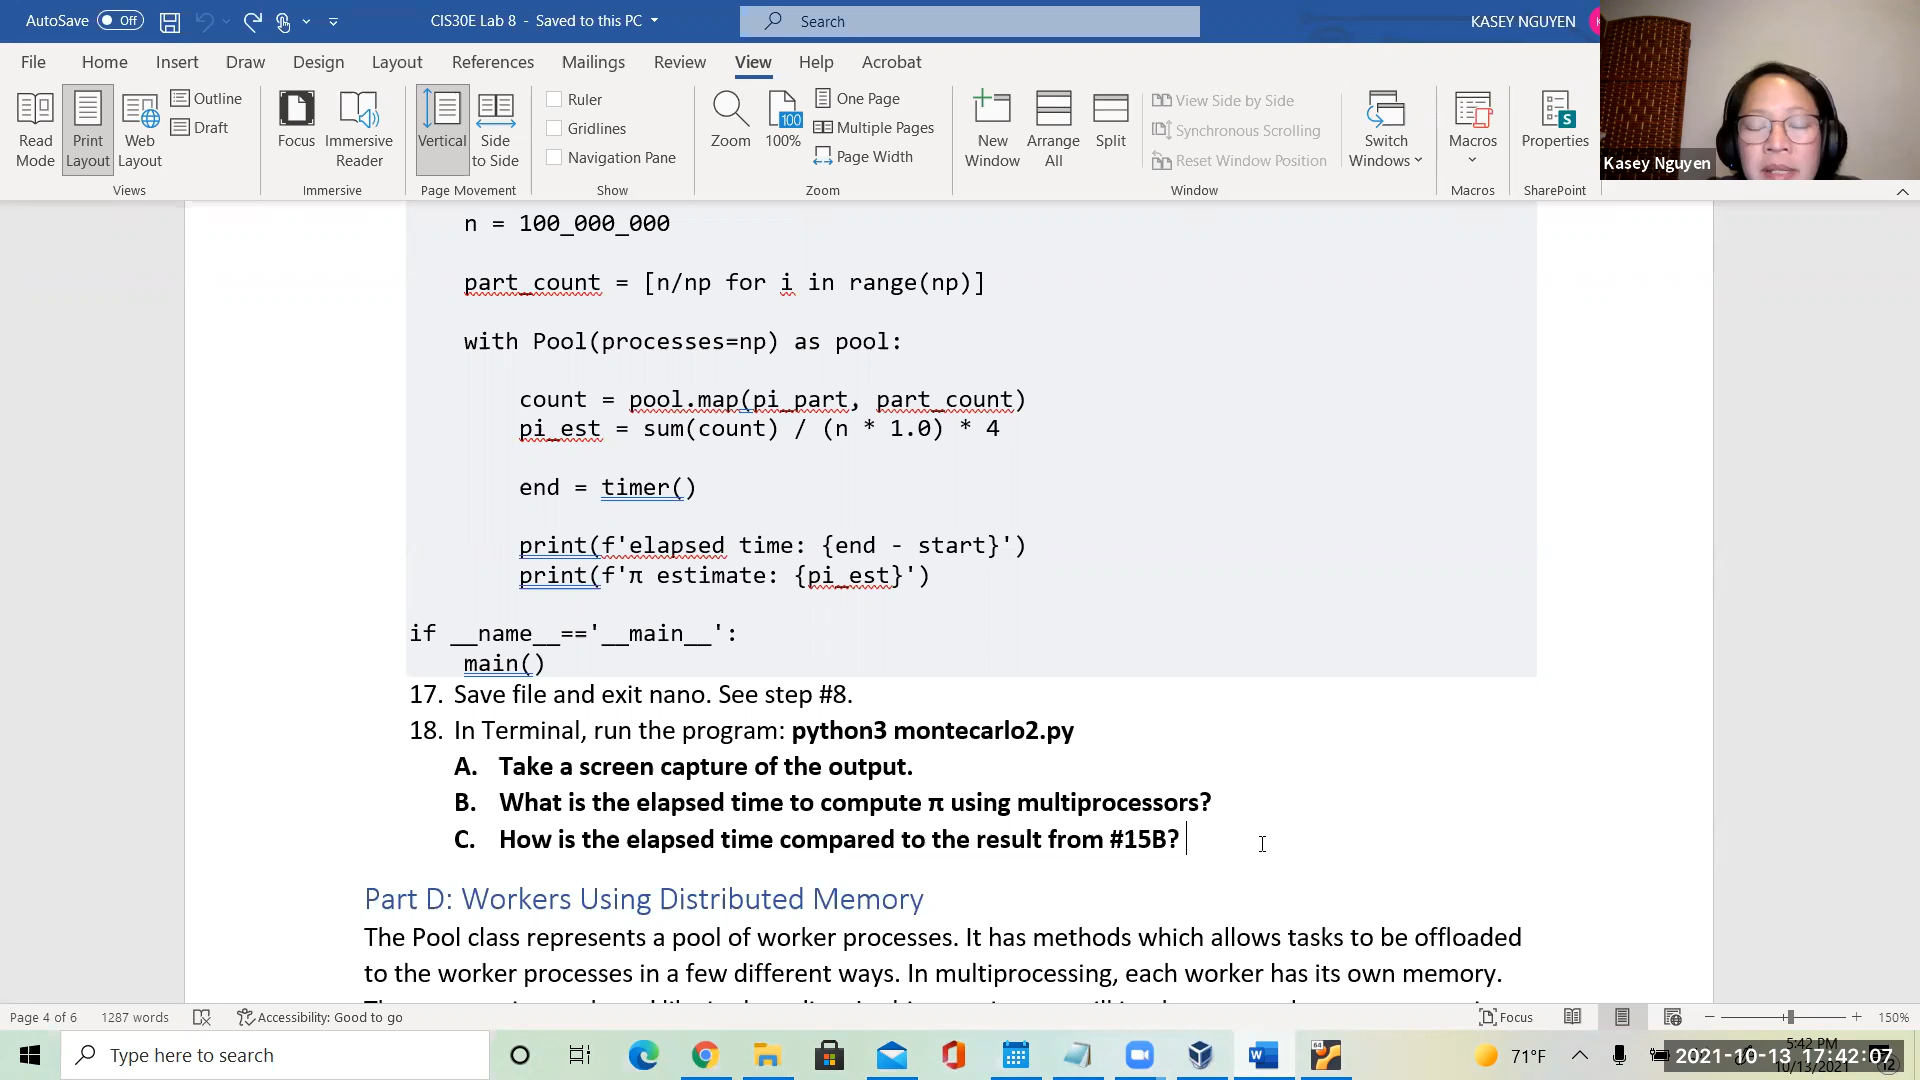 AutoSave Off CIS30E Lab 8 - Saved to this PC Search KASEY NGUYEN
File Home Insert Draw Design Layout References Mailings Review View Help Acrobat
Read Mode
Print Layout
Web Layout
Outline
Draft
Views
Focus
Immersive Reader
Immersive
Vertical
Side to Side
Page Movement
Ruler
Gridlines
Navigation Pane
Show
Zoom
100
100%
One Page
Multiple Pages
Page Width
Zoom
New Window
Arrange All
Split
View Side by Side
Synchronous Scrolling
Reset Window Position
Window
Switch Windows
Macros
Macros
Properties
SharePoint
Kasey Nguyen
n = 100_000_000
part_count = [n/np for i in range(np)]
with Pool(processes=np) as pool:
count = pool.map(pi_part, part_count)
pi_est = sum(count) / (n * 1.0) * 4
end = timer()
print(f'elapsed time: {end - start}')
print(f'π estimate: {pi_est}')
if __name__=='__main__':
main()
17. Save file and exit nano. See step #8.
18. In Terminal, run the program: python3 montecarlo2.py
A. Take a screen capture of the output.
B. What is the elapsed time to compute π using multiprocessors?
C. How is the elapsed time compared to the result from #15B?
Part D: Workers Using Distributed Memory
The Pool class represents a pool of worker processes. It has methods which allows tasks to be offloaded
to the worker processes in a few different ways. In multiprocessing, each worker has its own memory.
Page 4 of 6 1287 words Accessibility: Good to go Focus 150%
Type here to search 71°F 5:42 PM
2021-10-13 17:42:07
10/13/2021